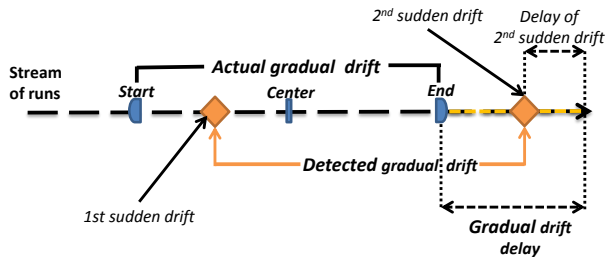 2nd sudden drift
Delay of
2nd sudden drift
Actual gradual drift
Stream
of runs
Start
Center
End
Detected gradual drift
1st sudden drift
Gradual drift
delay